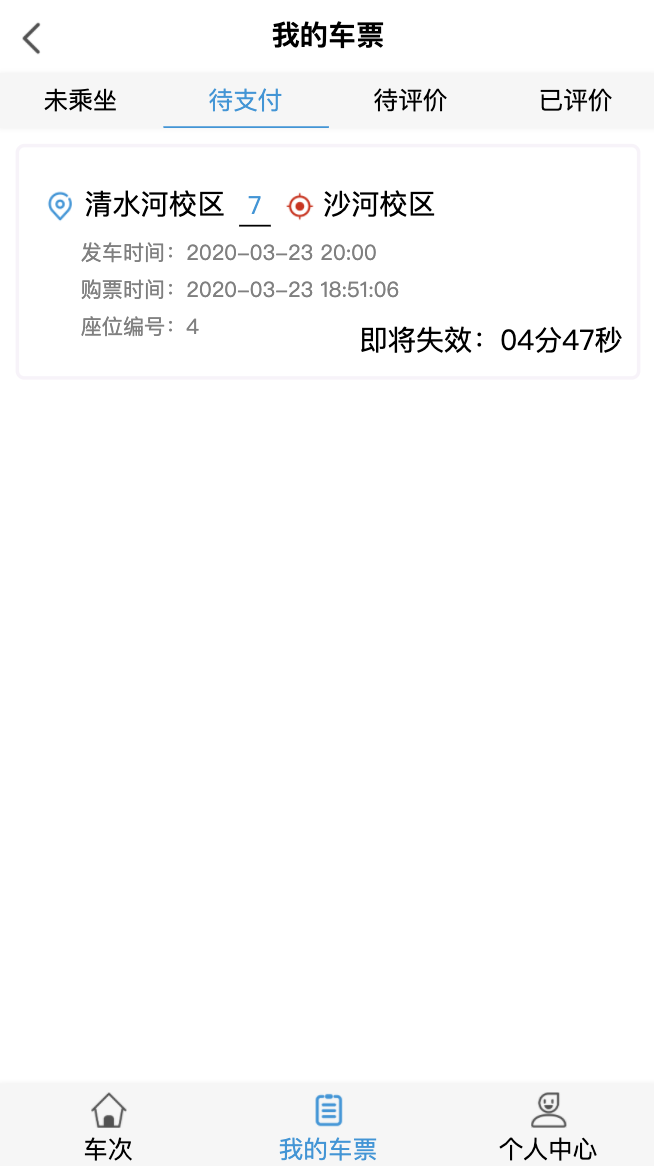 我的车票
未乘坐 待支付 待评价 已评价
清水河校区 7 沙河校区
发车时间：2020-03-23 20:00
购票时间：2020-03-23 18:51:06
座位编号：4
即将失效：04分47秒
车次 我的车票 个人中心